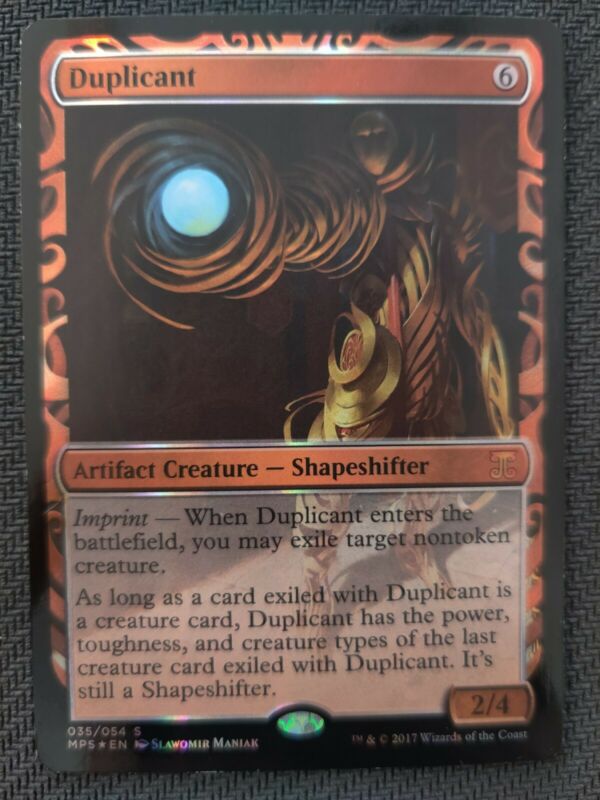 Duplicant 6
Artifact Creature — Shapeshifter
Imprint — When Duplicant enters the
battlefield, you may exile target nontoken
creature.
As long as a card exiled with Duplicant is
a creature card, Duplicant has the power,
toughness, and creature types of the last
creature card exiled with Duplicant. It's
still a Shapeshifter.
2/4
035/054 S
MPS★EN Slawomir Maniak
™ & © 2017 Wizards of the Coast